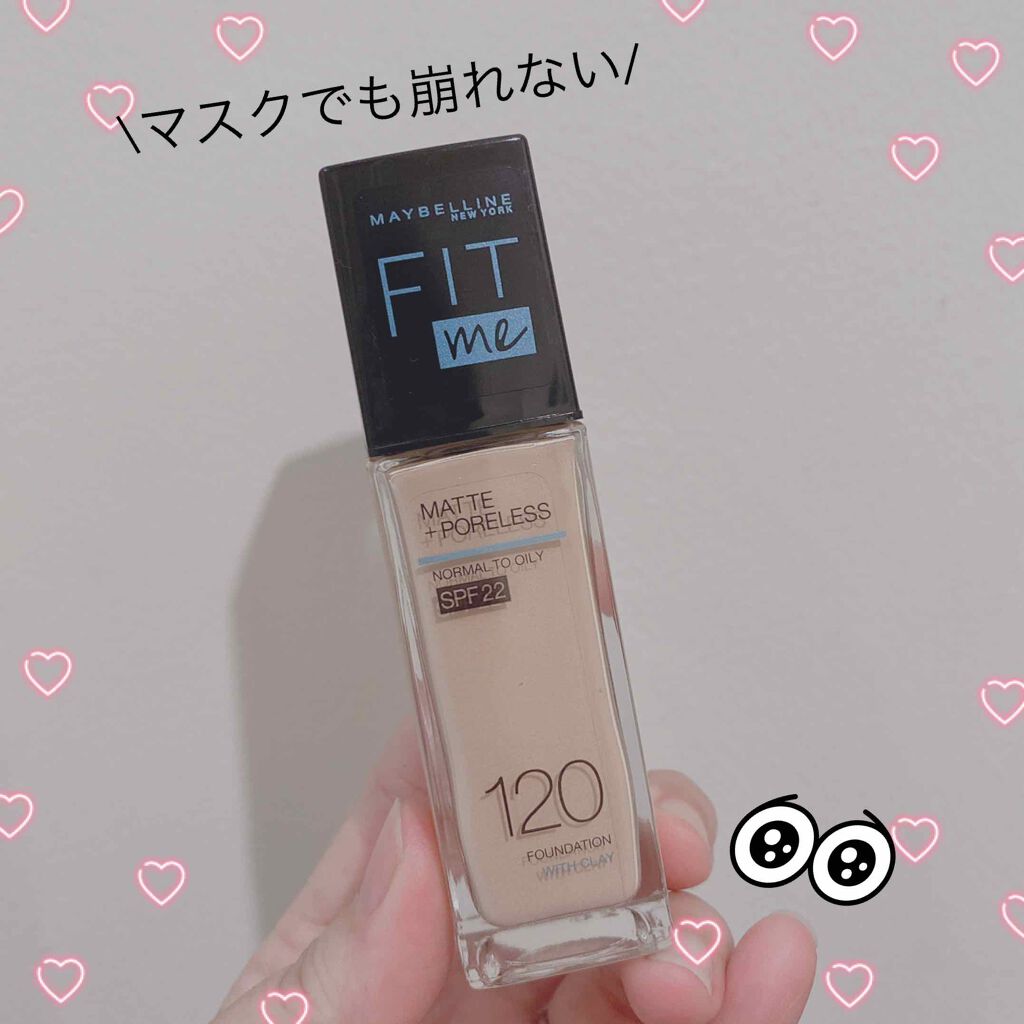 \マスクでも崩れない/
MAYBELLINE
NEW YORK
FIT
me
MATTE
+PORELESS
NORMAL TO OILY
SPF 22
120
FOUNDATION
WITH CLAY